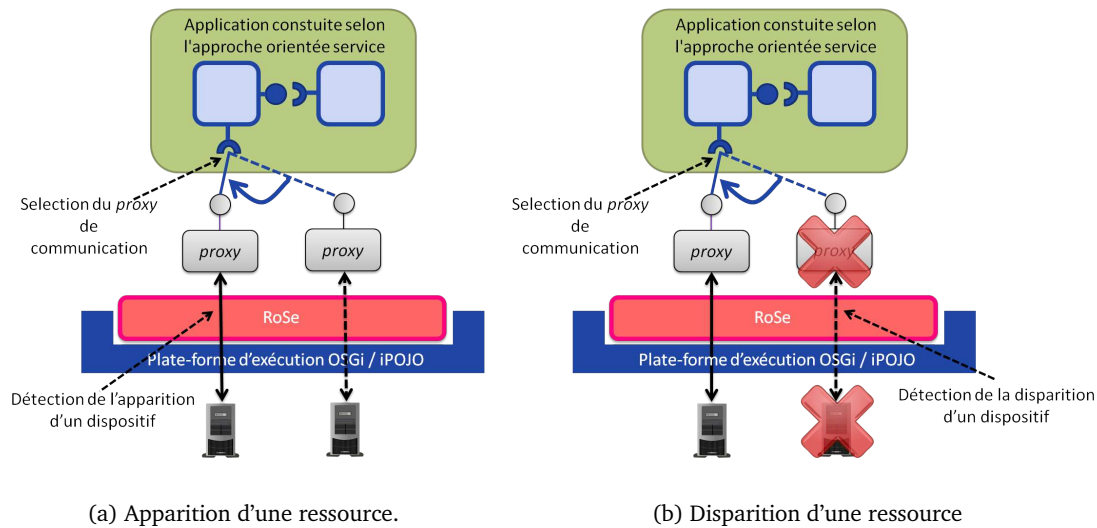 Application constuite selon
l'approche orientée service
Selection du proxy
de
communication
proxy
proxy
RoSe
Plate-forme d'exécution OSGi / iPOJO
Détection de l'apparition
d'un dispositif
(a) Apparition d'une ressource.
Application constuite selon
l'approche orientée service
Selection du proxy
de
communication
proxy
proxy
RoSe
Plate-forme d'exécution OSGi / iPOJO
Détection de la disparition
d'un dispositif
(b) Disparition d'une ressource